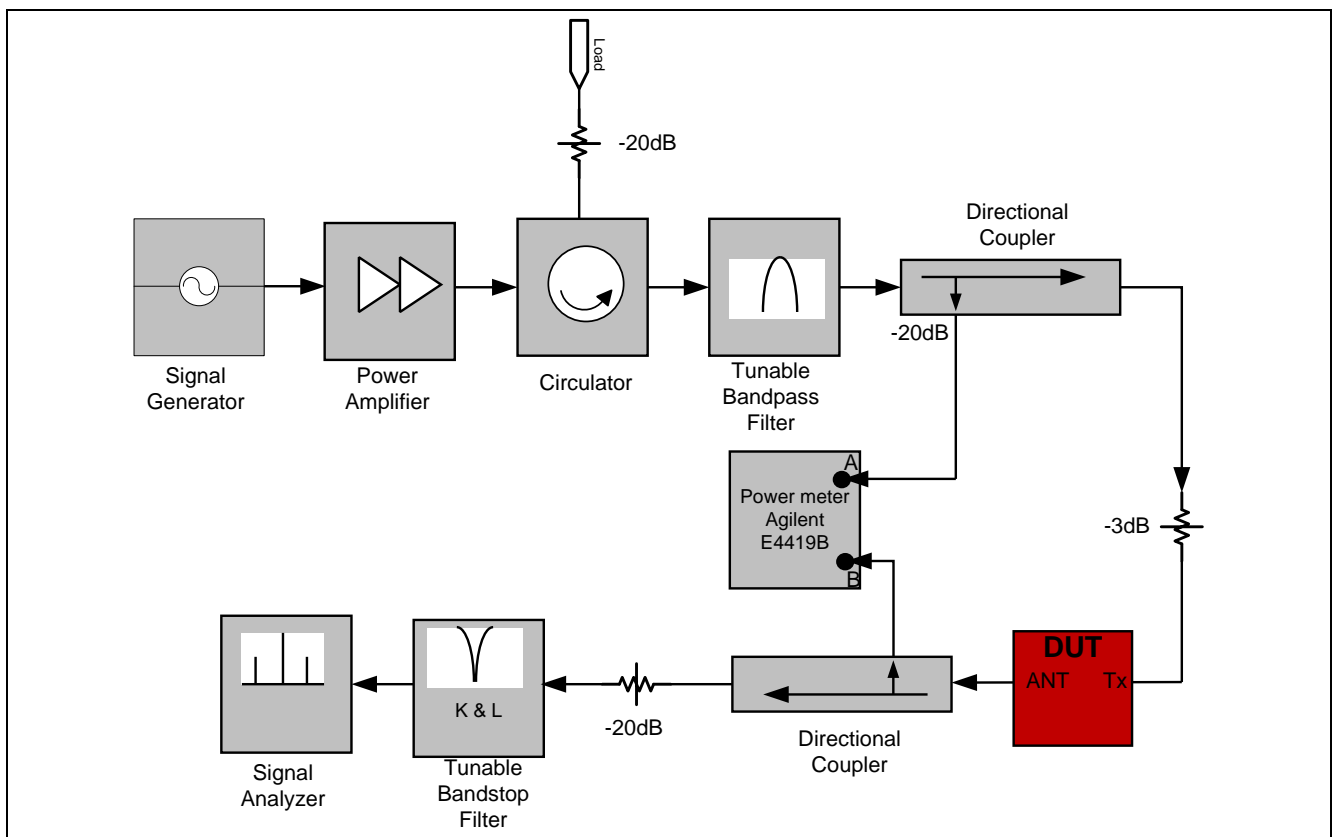 Load
-20dB
Directional
Coupler
-20dB
Signal
Generator
Power
Amplifier
Circulator
Tunable
Bandpass
Filter
A
Power meter
Agilent
E4419B
B
-3dB
DUT
ANT Tx
K & L
-20dB
Directional
Coupler
Signal
Analyzer
Tunable
Bandstop
Filter